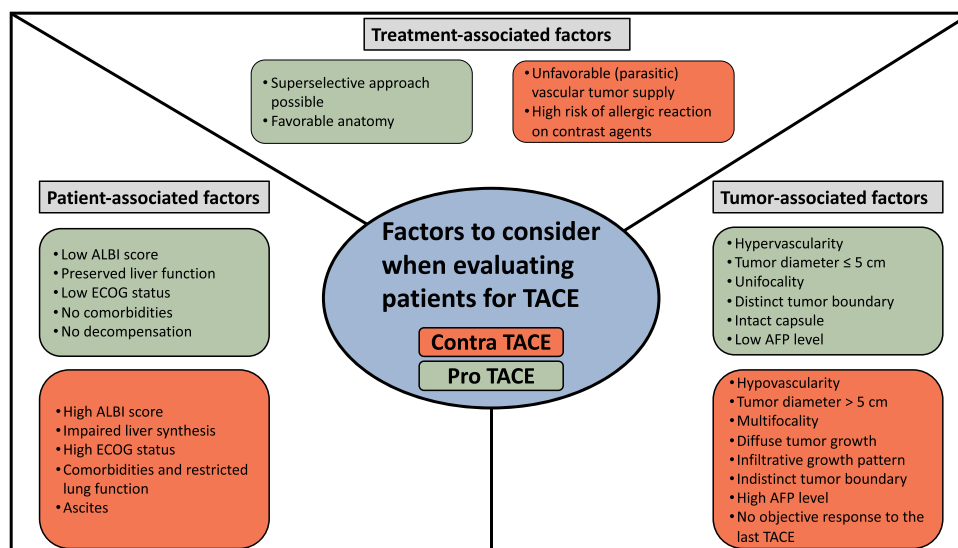 Treatment-associated factors
• Superselective approach
possible
• Favorable anatomy
• Unfavorable (parasitic)
vascular tumor supply
• High risk of allergic reaction
on contrast agents
Patient-associated factors
• Low ALBI score
• Preserved liver function
• Low ECOG status
• No comorbidities
• No decompensation
• High ALBI score
• Impaired liver synthesis
• High ECOG status
• Comorbidities and restricted
lung function
• Ascites
Factors to consider
when evaluating
patients for TACE
Contra TACE
Pro TACE
Tumor-associated factors
• Hypervascularity
• Tumor diameter ≤ 5 cm
• Unifocality
• Distinct tumor boundary
• Intact capsule
• Low AFP level
• Hypovascularity
• Tumor diameter > 5 cm
• Multifocality
• Diffuse tumor growth
• Infiltrative growth pattern
• Indistinct tumor boundary
• High AFP level
• No objective response to the
last TACE